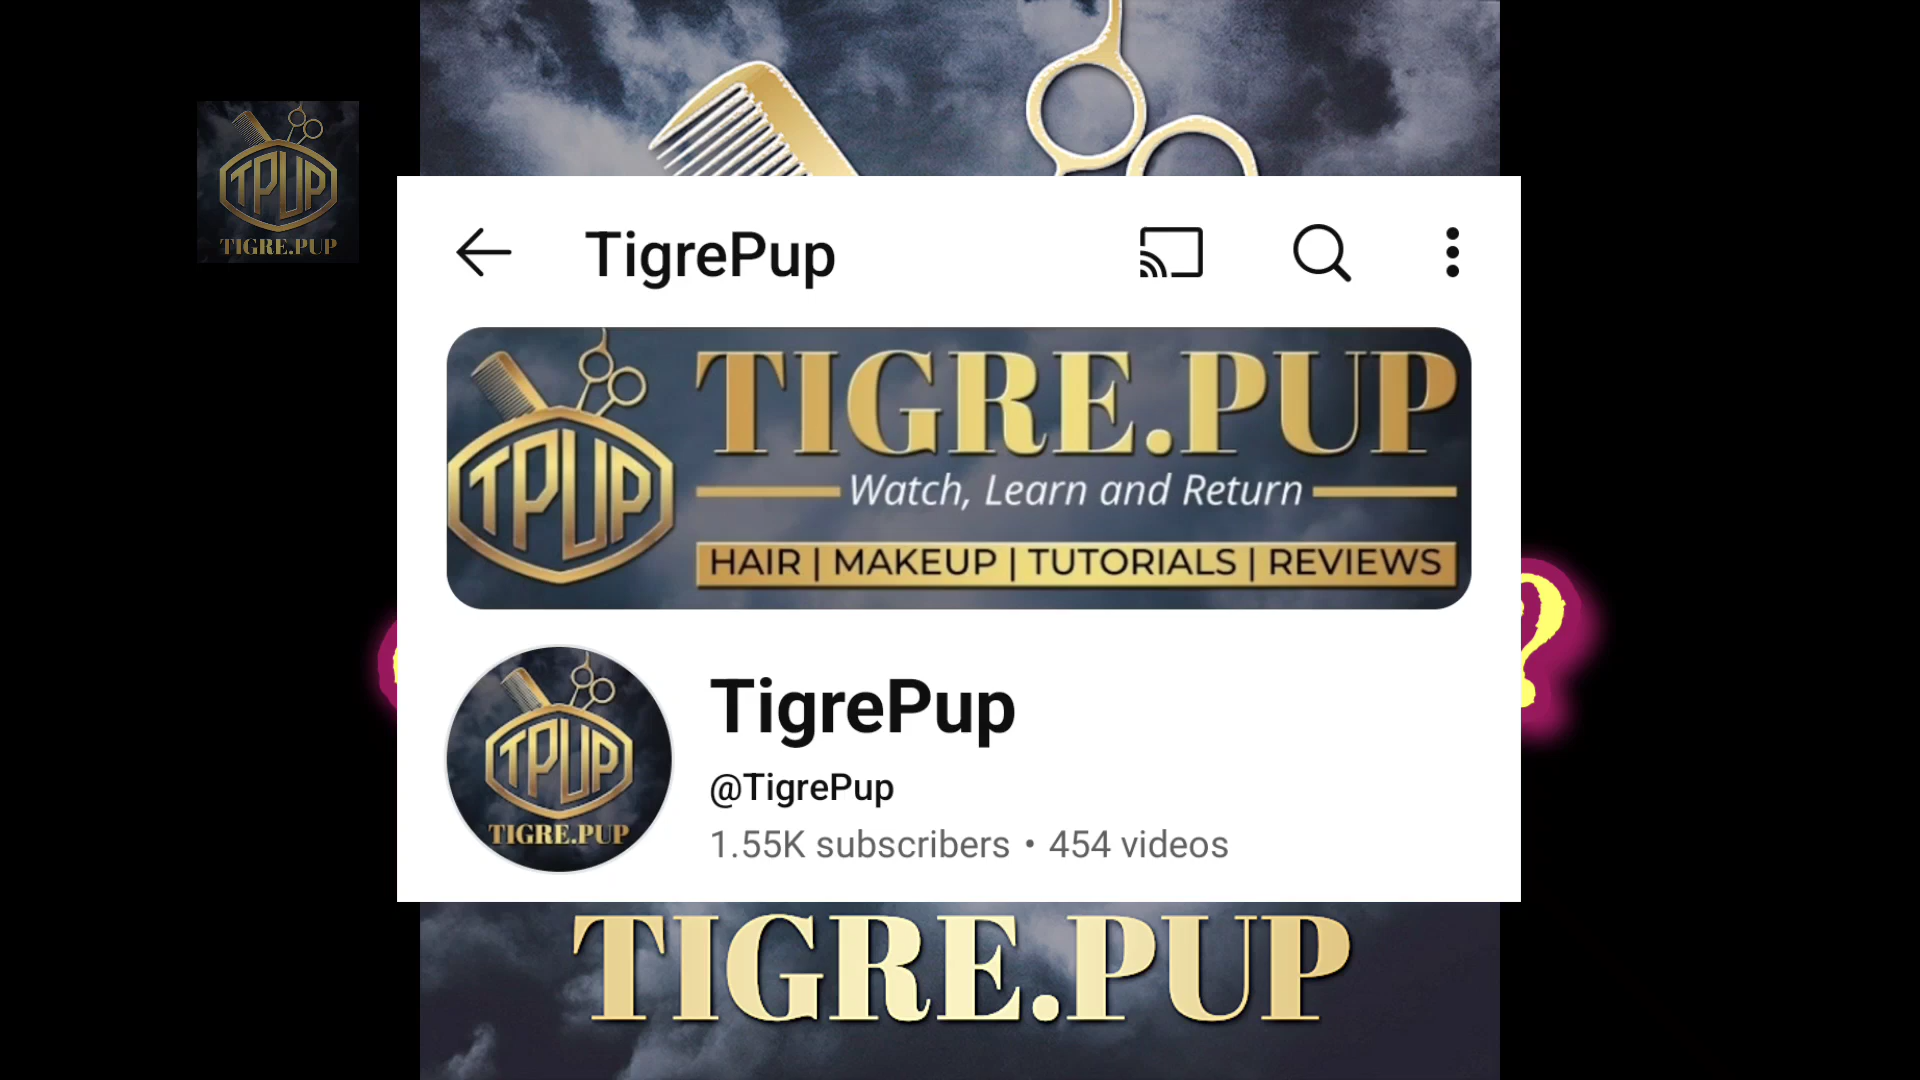 TPUP
TIGRE.PUP
TigrePup
TPUP
TIGRE.PUP
Watch, Learn and Return
HAIR | MAKEUP | TUTORIALS | REVIEWS
TPUP
TIGRE.PUP
TigrePup
@TigrePup
1.55K subscribers • 454 videos
?
TIGRE.PUP